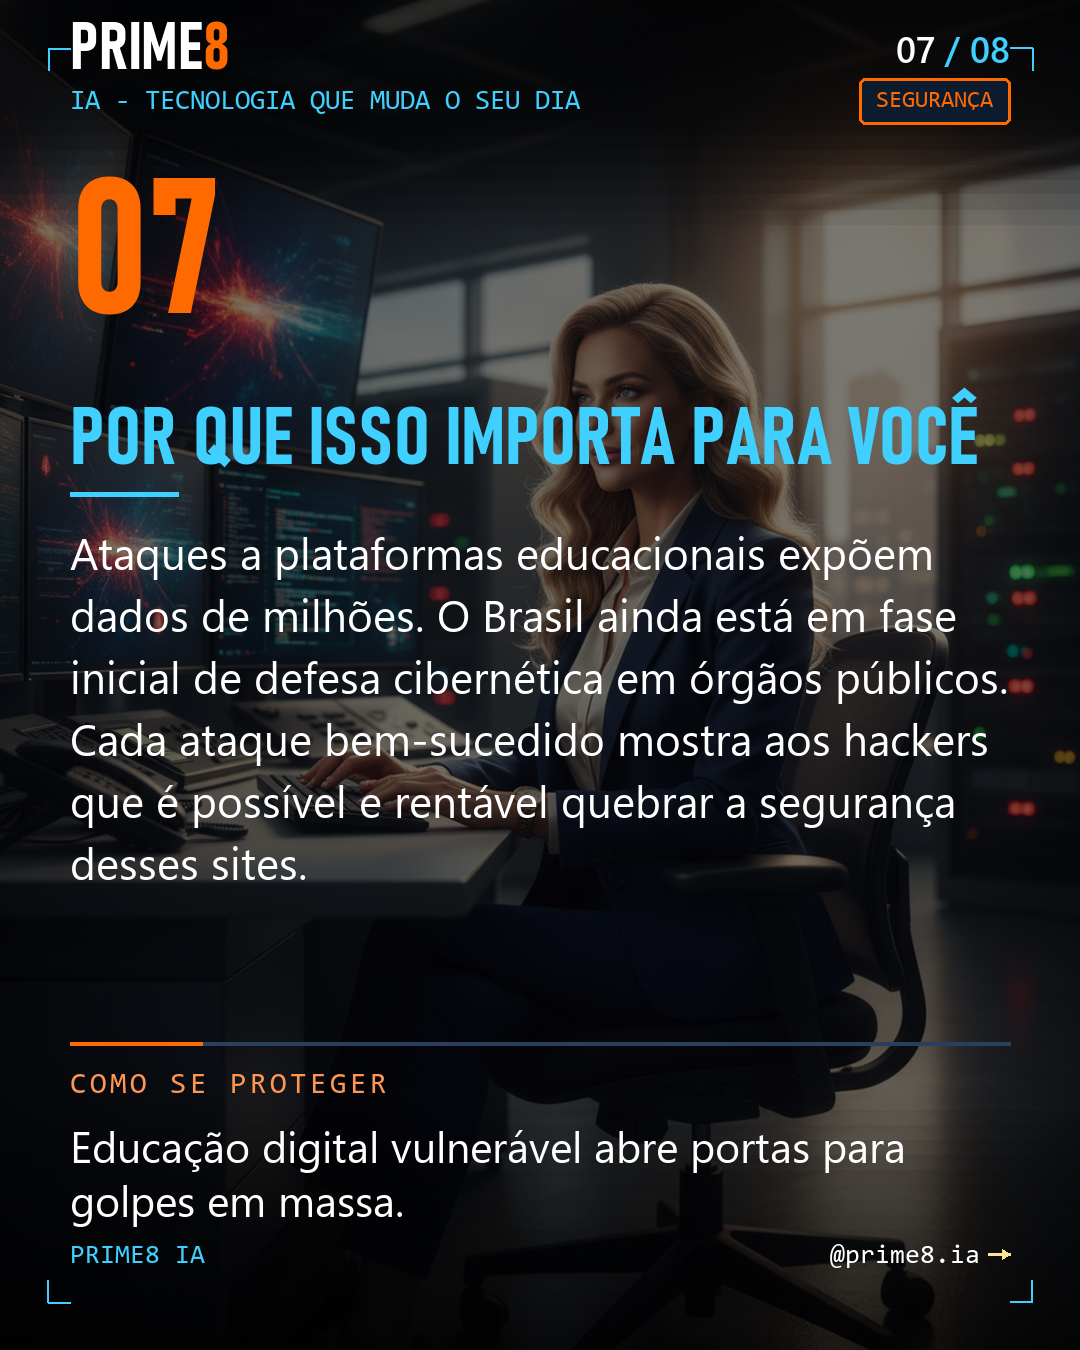 PRIME8
07 / 08
IA - TECNOLOGIA QUE MUDA O SEU DIA
SEGURANÇA
07
POR QUE ISSO IMPORTA PARA VOCÊ
Ataques a plataformas educacionais expõem
dados de milhões. O Brasil ainda está em fase
inicial de defesa cibernética em órgãos públicos.
Cada ataque bem-sucedido mostra aos hackers
que é possível e rentável quebrar a segurança
desses sites.
COMO SE PROTEGER
Educação digital vulnerável abre portas para
golpes em massa.
PRIME8 IA
@prime8.ia